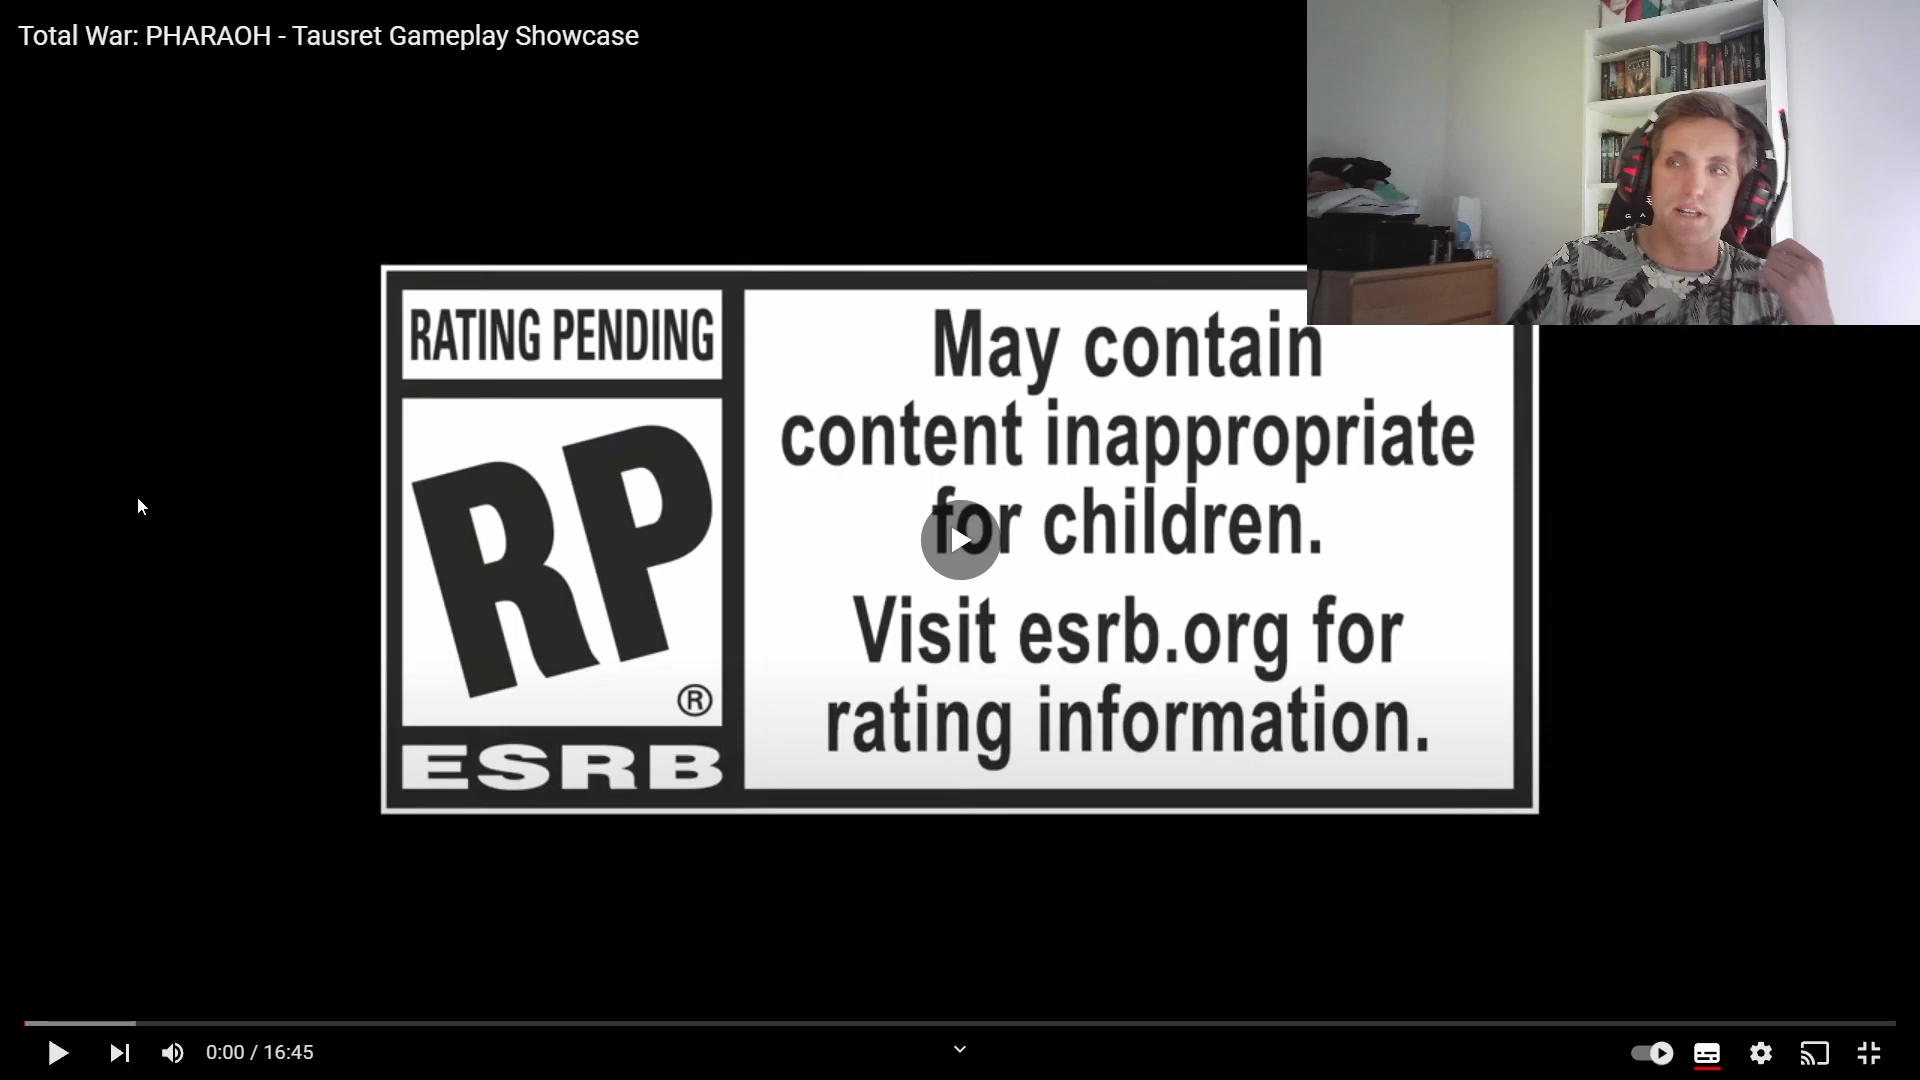 Total War: PHARAOH - Tausret Gameplay Showcase
RATING PENDING
RP
®
ESRB
May contain
content inappropriate
for children.
Visit esrb.org for
rating information.
0:00 / 16:45